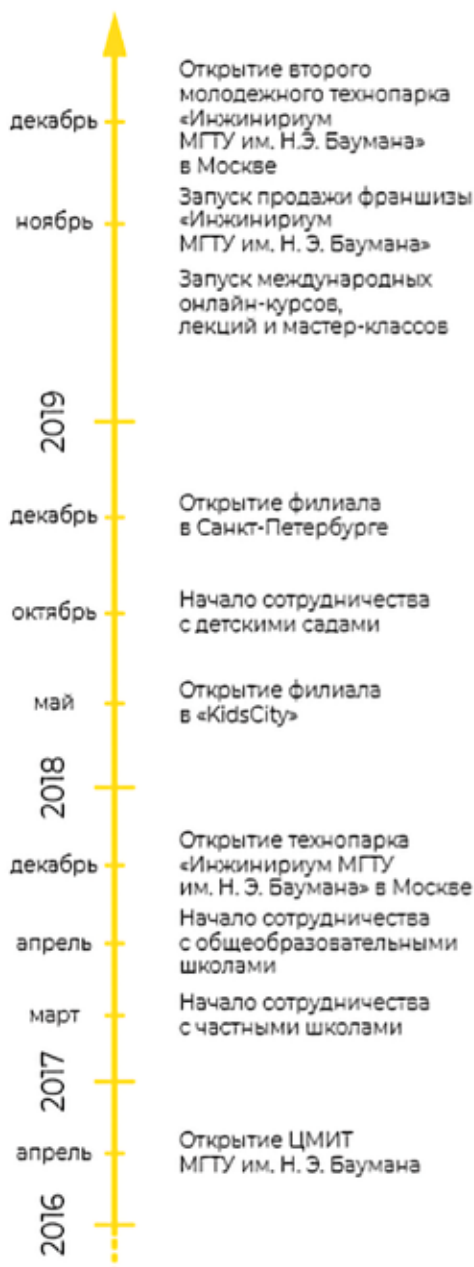 декабрь
Открытие второго
молодежного технопарка
«Инжинириум
МГТУ им. Н.Э. Баумана»
в Москве
ноябрь
Запуск продажи франшизы
«Инжинириум
МГТУ им. Н. Э. Баумана»
Запуск международных
онлайн-курсов,
лекций и мастер-классов
2019
декабрь
Открытие филиала
в Санкт-Петербурге
октябрь
Начало сотрудничества
с детскими садами
май
Открытие филиала
в «KidsCity»
2018
декабрь
Открытие технопарка
«Инжинириум МГТУ
им. Н. Э. Баумана» в Москве
апрель
Начало сотрудничества
с общеобразовательными
школами
март
Начало сотрудничества
с частными школами
2017
апрель
Открытие ЦМИТ
МГТУ им. Н. Э. Баумана
2016